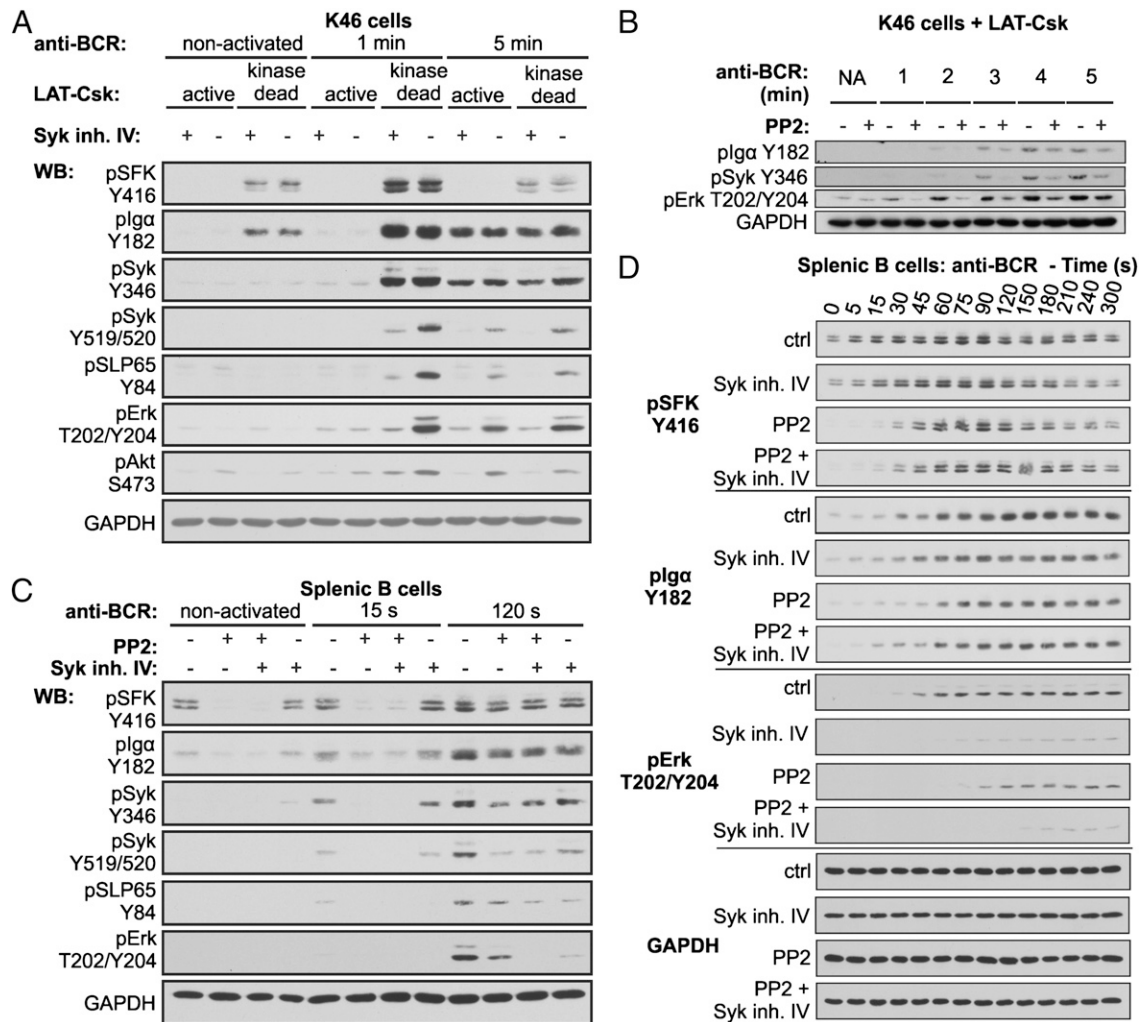 A
K46 cells
anti-BCR: non-activated 1 min 5 min
LAT-Csk: active kinase dead active kinase dead active kinase dead
Syk inh. IV: + - + - + - + - + - + -
WB: pSFK Y416
pIgα Y182
pSyk Y346
pSyk Y519/520
pSLP65 Y84
pErk T202/Y204
pAkt S473
GAPDH
B
K46 cells + LAT-Csk
anti-BCR: (min) NA 1 2 3 4 5
PP2: - + - + - + - + - + - +
pIgα Y182
pSyk Y346
pErk T202/Y204
GAPDH
C
Splenic B cells
anti-BCR: non-activated 15 s 120 s
PP2: - + + - - + + - - + + -
Syk inh. IV: - - + + - - + + - - + +
WB: pSFK Y416
pIgα Y182
pSyk Y346
pSyk Y519/520
pSLP65 Y84
pErk T202/Y204
GAPDH
D
Splenic B cells: anti-BCR - Time (s)
0 5 15 30 45 60 75 90 120 150 180 210 240 300
pSFK Y416
ctrl
Syk inh. IV
PP2
PP2 + Syk inh. IV
pIgα Y182
ctrl
Syk inh. IV
PP2
PP2 + Syk inh. IV
pErk T202/Y204
ctrl
Syk inh. IV
PP2
PP2 + Syk inh. IV
GAPDH
ctrl
Syk inh. IV
PP2
PP2 + Syk inh. IV